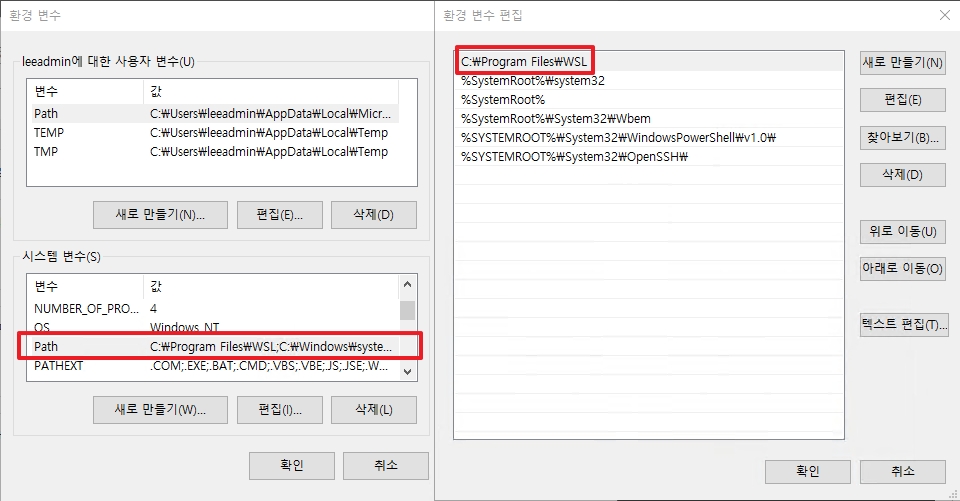 환경 변수
leeadmin에 대한 사용자 변수(U)
변수 값
Path C:₩Users₩leeadmin₩AppData₩Local₩Micr...
TEMP C:₩Users₩leeadmin₩AppData₩Local₩Temp
TMP C:₩Users₩leeadmin₩AppData₩Local₩Temp
새로 만들기(N)... 편집(E)... 삭제(D)
시스템 변수(S)
변수 값
NUMBER_OF_PRO... 4
OS Windows_NT
Path C:₩Program Files₩WSL;C:₩Windows₩syste...
PATHEXT .COM;.EXE;.BAT;.CMD;.VBS;.VBE;.JS;.JSE;.W...
새로 만들기(W)... 편집(I)... 삭제(L)
확인 취소
환경 변수 편집
C:₩Program Files₩WSL
%SystemRoot%₩system32
%SystemRoot%
%SystemRoot%₩System32₩Wbem
%SYSTEMROOT%₩System32₩WindowsPowerShell₩v1.0₩
%SYSTEMROOT%₩System32₩OpenSSH₩
새로 만들기(N)
편집(E)
찾아보기(B)...
삭제(D)
위로 이동(U)
아래로 이동(O)
텍스트 편집(T)...
확인 취소